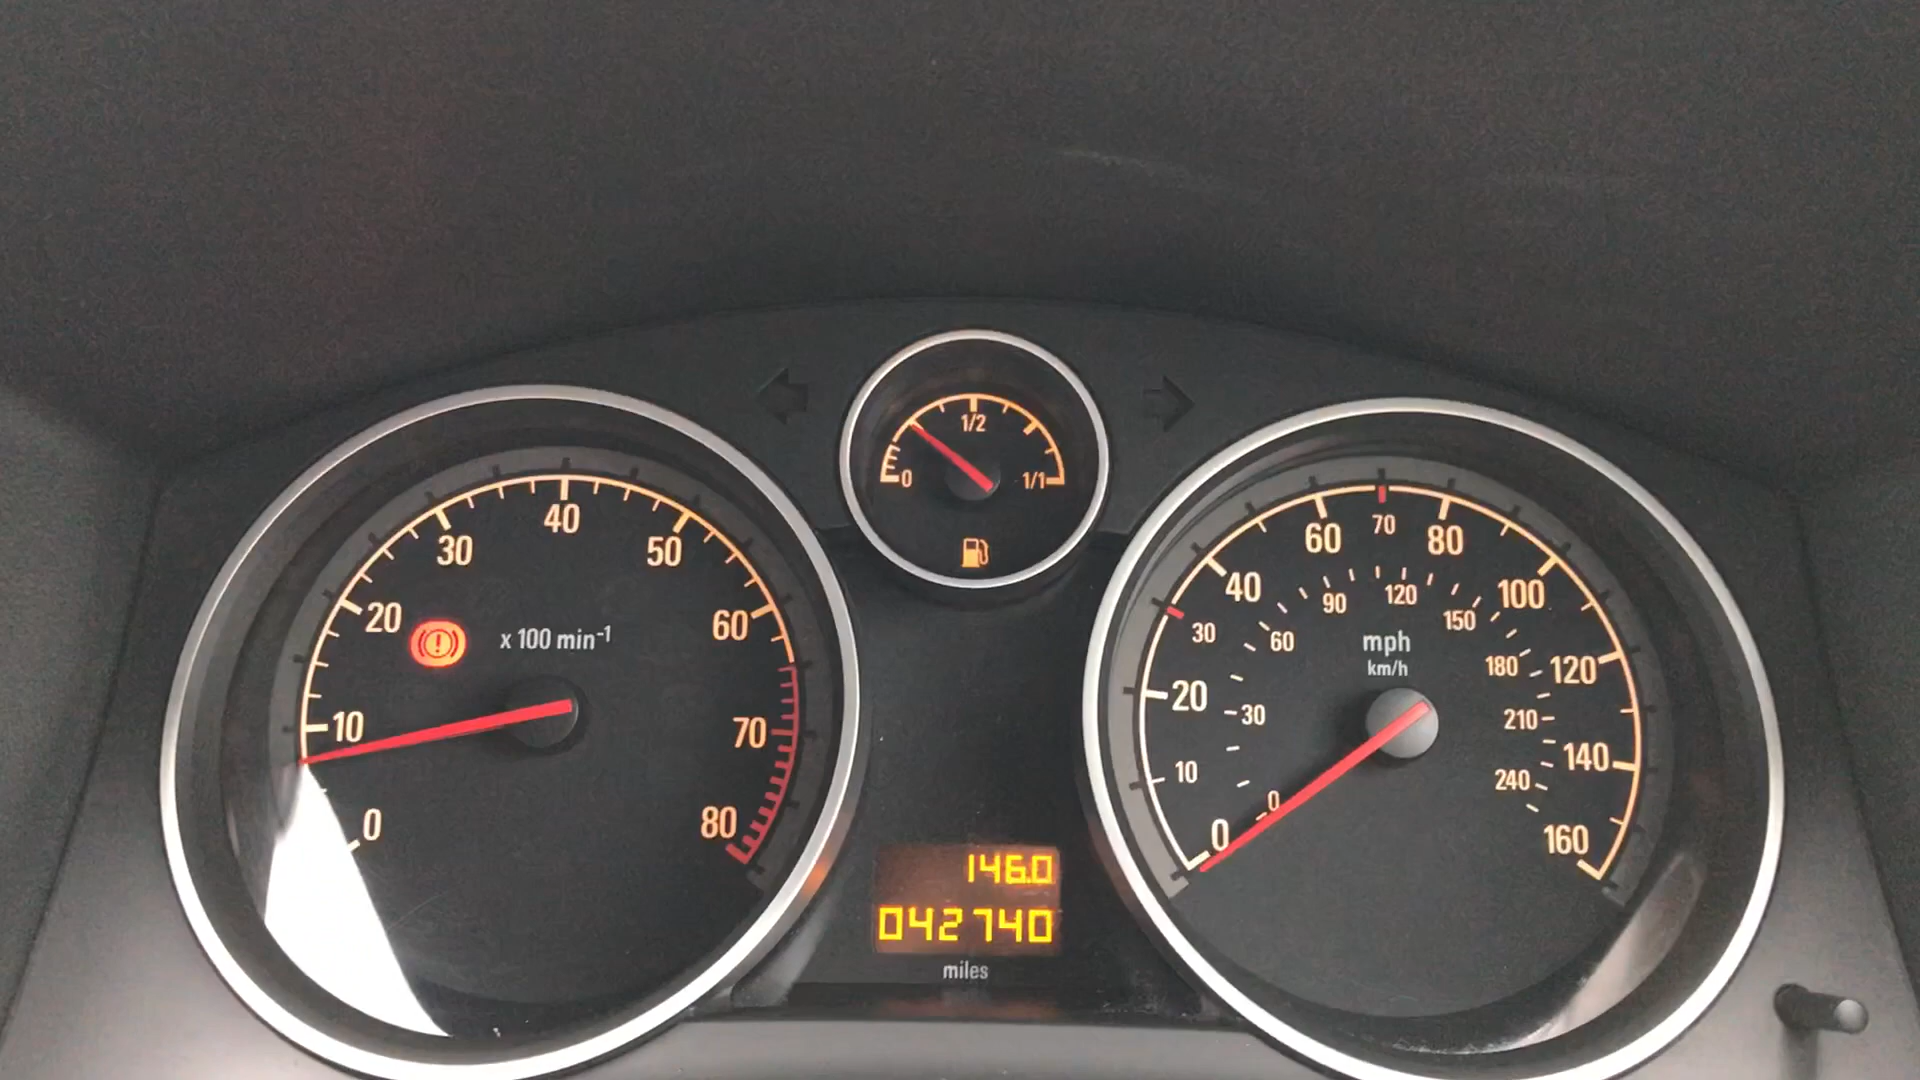 1/2
0 1/1
10 20 30 40 50 60 70 80
0
x 100 min-1
0 10 20 30 40 60 70 80 100 120 140 160
0 30 60 90 120 150 180 210 240
mph
km/h
146.0
042740
miles